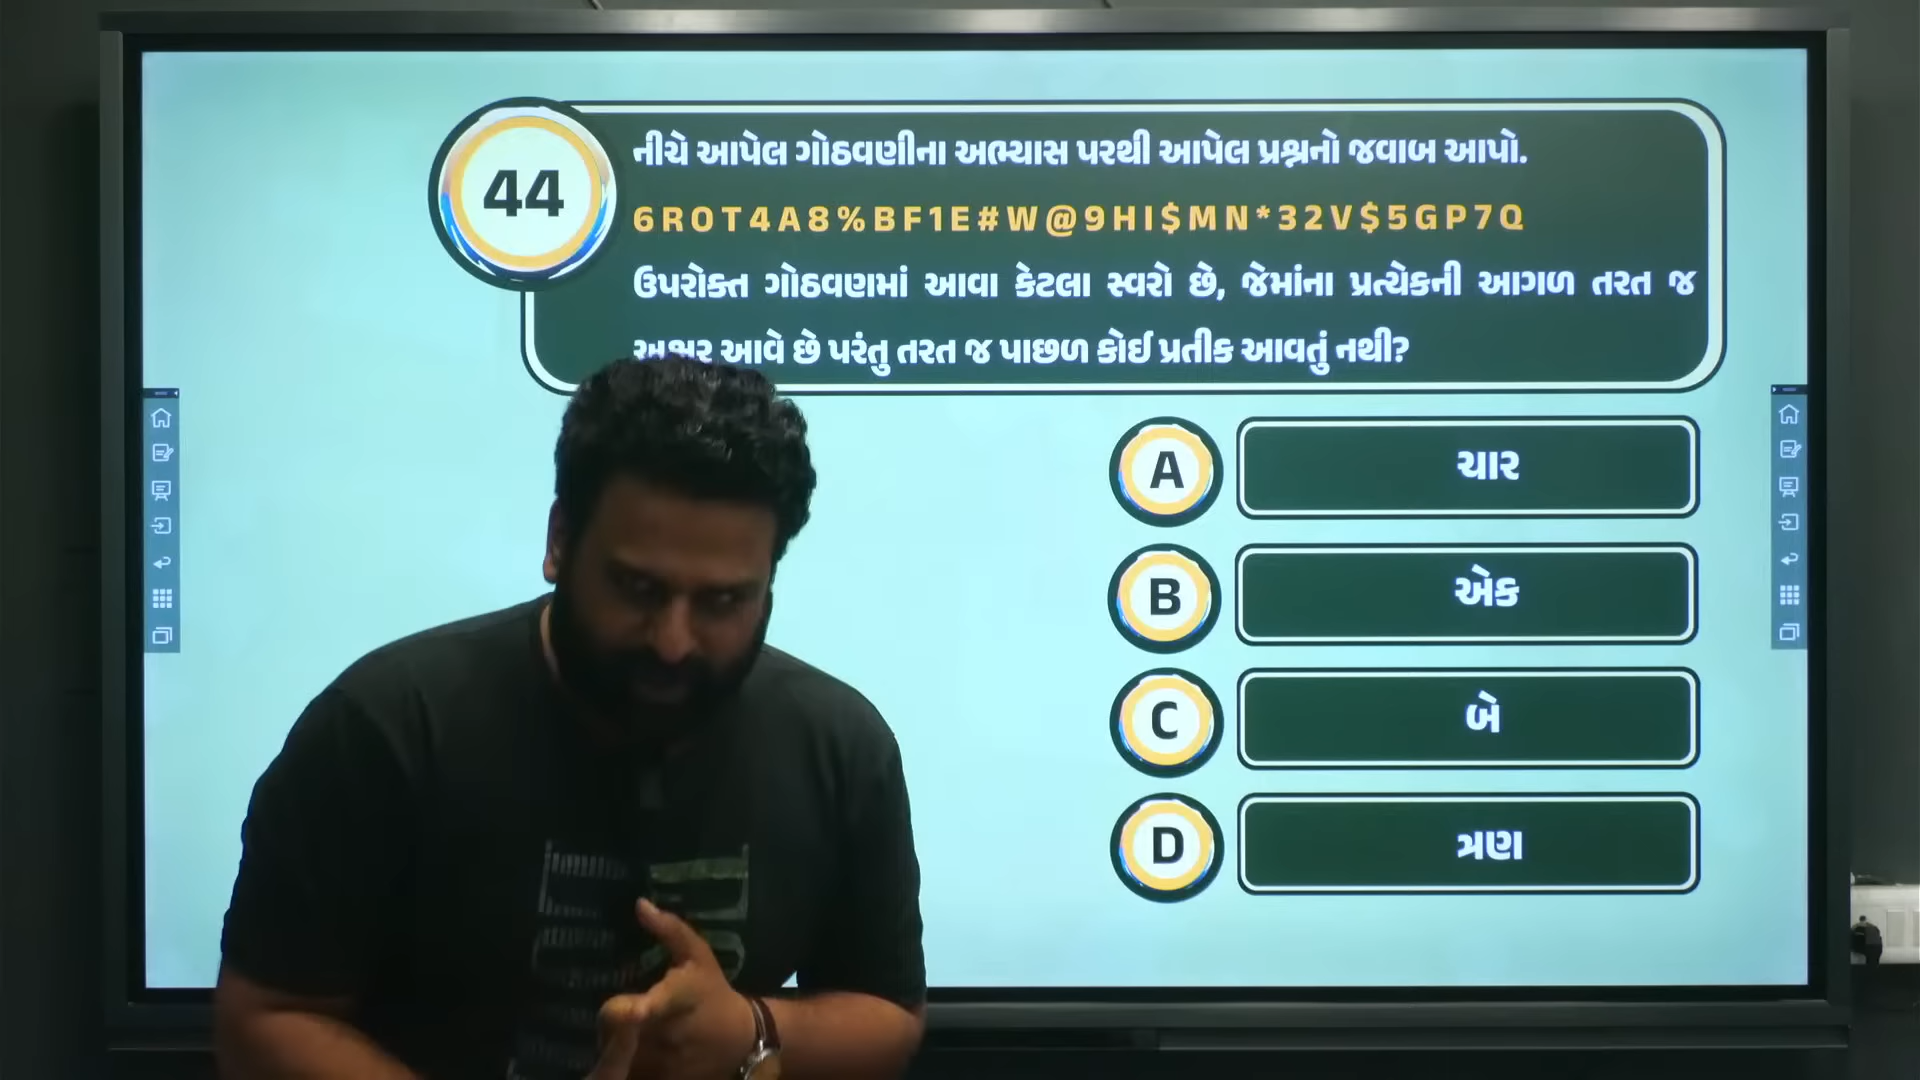 44
નીચે આપેલ ગોઠવણીના અભ્યાસ પરથી આપેલ પ્રશ્નનો જવાબ આપો.
6ROT4A8%BF1E#W@9HI$MN*32V$5GP7Q
ઉપરોક્ત ગોઠવણમાં આવા કેટલા સ્વરો છે, જેમાંના પ્રત્યેકની આગળ તરત જ
આવે છે પરંતુ તરત જ પાછળ કોઈ પ્રતીક આવતું નથી?
A ચાર
B એક
C બે
D ત્રણ